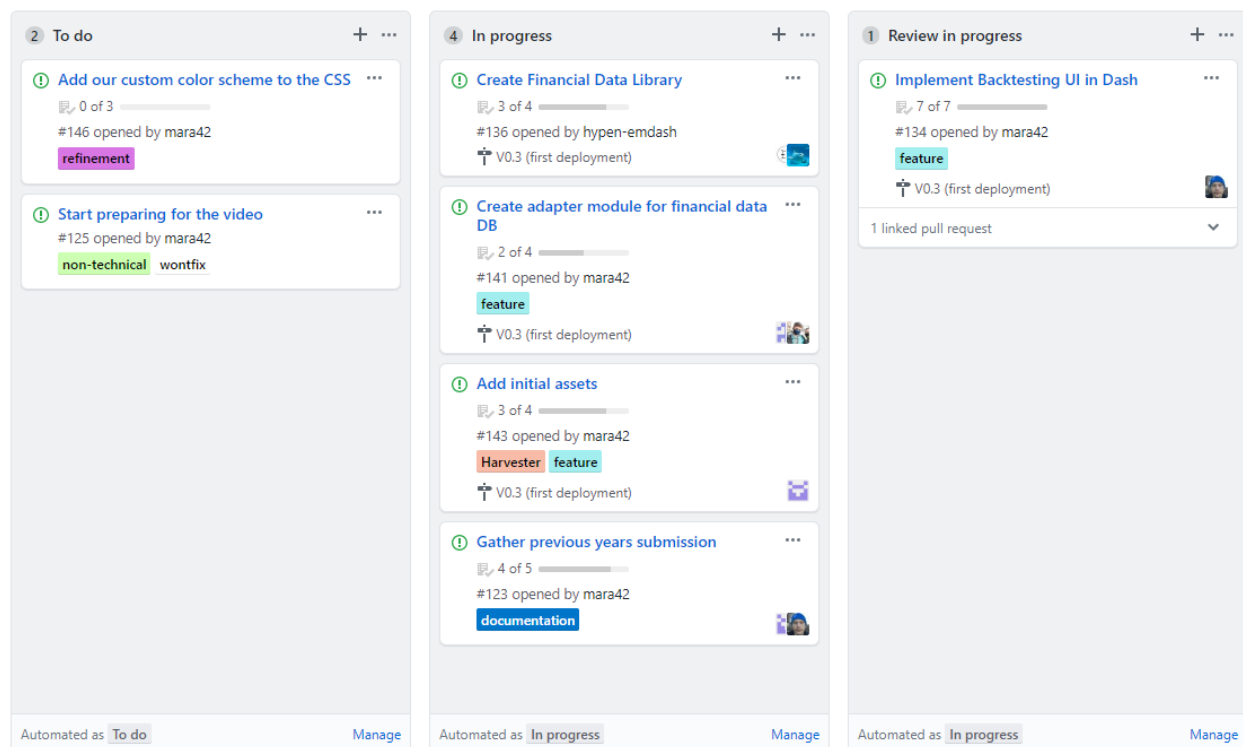 2 To do
Add our custom color scheme to the CSS
0 of 3
#146 opened by mara42
refinement
Start preparing for the video
#125 opened by mara42
non-technical wontfix
Automated as To do Manage
4 In progress
Create Financial Data Library
3 of 4
#136 opened by hypen-emdash
V0.3 (first deployment)
Create adapter module for financial data
DB
2 of 4
#141 opened by mara42
feature
V0.3 (first deployment)
Add initial assets
3 of 4
#143 opened by mara42
Harvester feature
V0.3 (first deployment)
Gather previous years submission
4 of 5
#123 opened by mara42
documentation
Automated as In progress Manage
1 Review in progress
Implement Backtesting UI in Dash
7 of 7
#134 opened by mara42
feature
V0.3 (first deployment)
1 linked pull request
Automated as In progress Manage